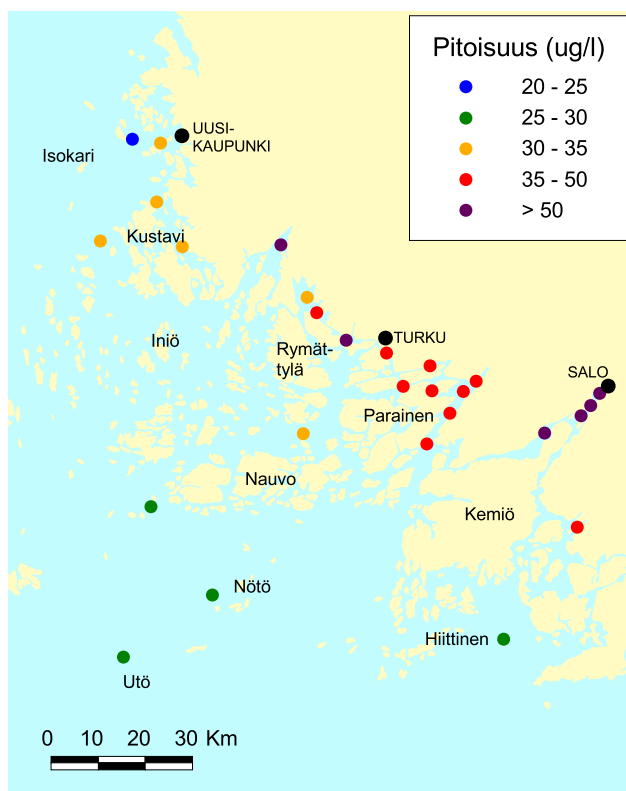 Pitoisuus (ug/l)
20 - 25
25 - 30
30 - 35
35 - 50
> 50
UUSI-
KAUPUNKI
Isokari
Kustavi
Iniö
Rymät-
tylä
TURKU
SALO
Parainen
Nauvo
Kemiö
Nötö
Hiittinen
Utö
0 10 20 30 Km